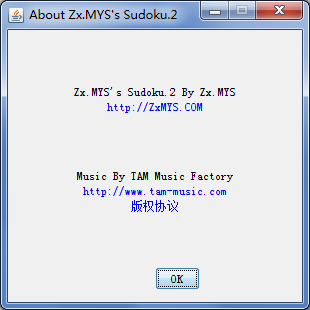 About Zx.MYS's Sudoku.2
Zx.MYS's Sudoku.2 By Zx.MYS
http://ZxMYS.COM
Music By TAM Music Factory
http://www.tam-music.com
版权协议
OK